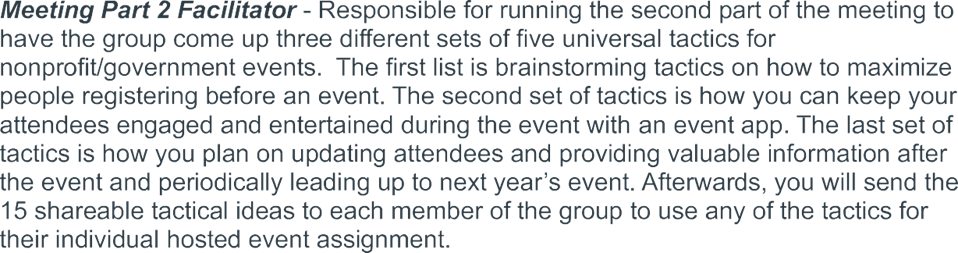 Meeting Part 2 Facilitator - Responsible for running the second part of the meeting to
have the group come up three different sets of five universal tactics for
nonprofit/government events.  The first list is brainstorming tactics on how to maximize
people registering before an event. The second set of tactics is how you can keep your
attendees engaged and entertained during the event with an event app. The last set of
tactics is how you plan on updating attendees and providing valuable information after
the event and periodically leading up to next year's event. Afterwards, you will send the
15 shareable tactical ideas to each member of the group to use any of the tactics for
their individual hosted event assignment.